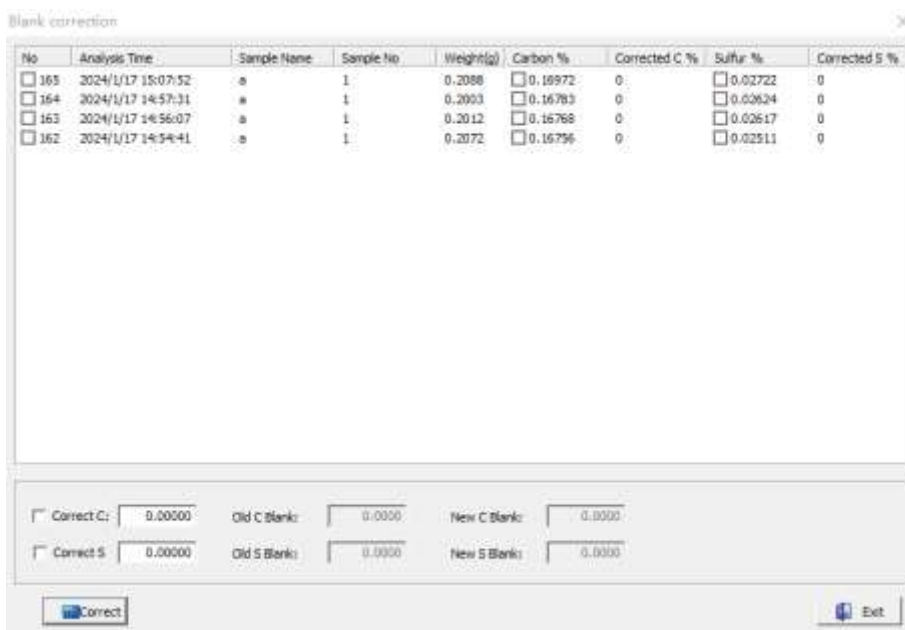 Blank correction
No Analysis Time Sample Name Sample No Weight(g) Carbon % Corrected C % Sulfur % Corrected S %
165 2024/1/17 15:07:52 a 1 0.2088 0.16972 0 0.02722 0
164 2024/1/17 14:57:31 a 1 0.2003 0.16783 0 0.02624 0
163 2024/1/17 14:56:07 a 1 0.2012 0.16768 0 0.02617 0
162 2024/1/17 14:54:41 a 1 0.2072 0.16756 0 0.02511 0
Correct C: 0.00000 Old C Blank: 0.0000 New C Blank: 0.0000
Correct S 0.00000 Old S Blank: 0.0000 New S Blank: 0.0000
Correct Exit